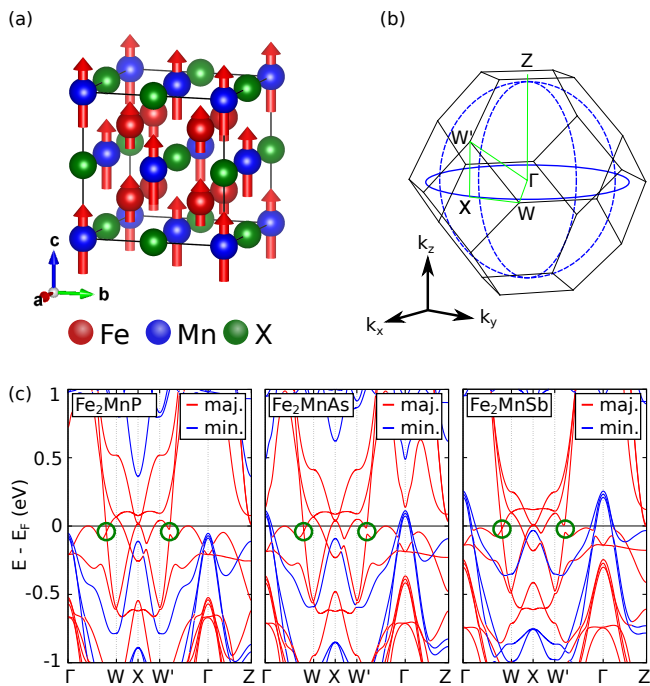 (a)
c
a
b
Fe Mn X
(b)
Z
W'
Γ
X
W
k_z
k_x
k_y
(c)
E - E_F (eV)
1
0.5
0
-0.5
-1
Fe₂MnP
maj.
min.
Γ W X W' Γ Z
Fe₂MnAs
maj.
min.
Γ W X W' Γ Z
Fe₂MnSb
maj.
min.
Γ W X W' Γ Z